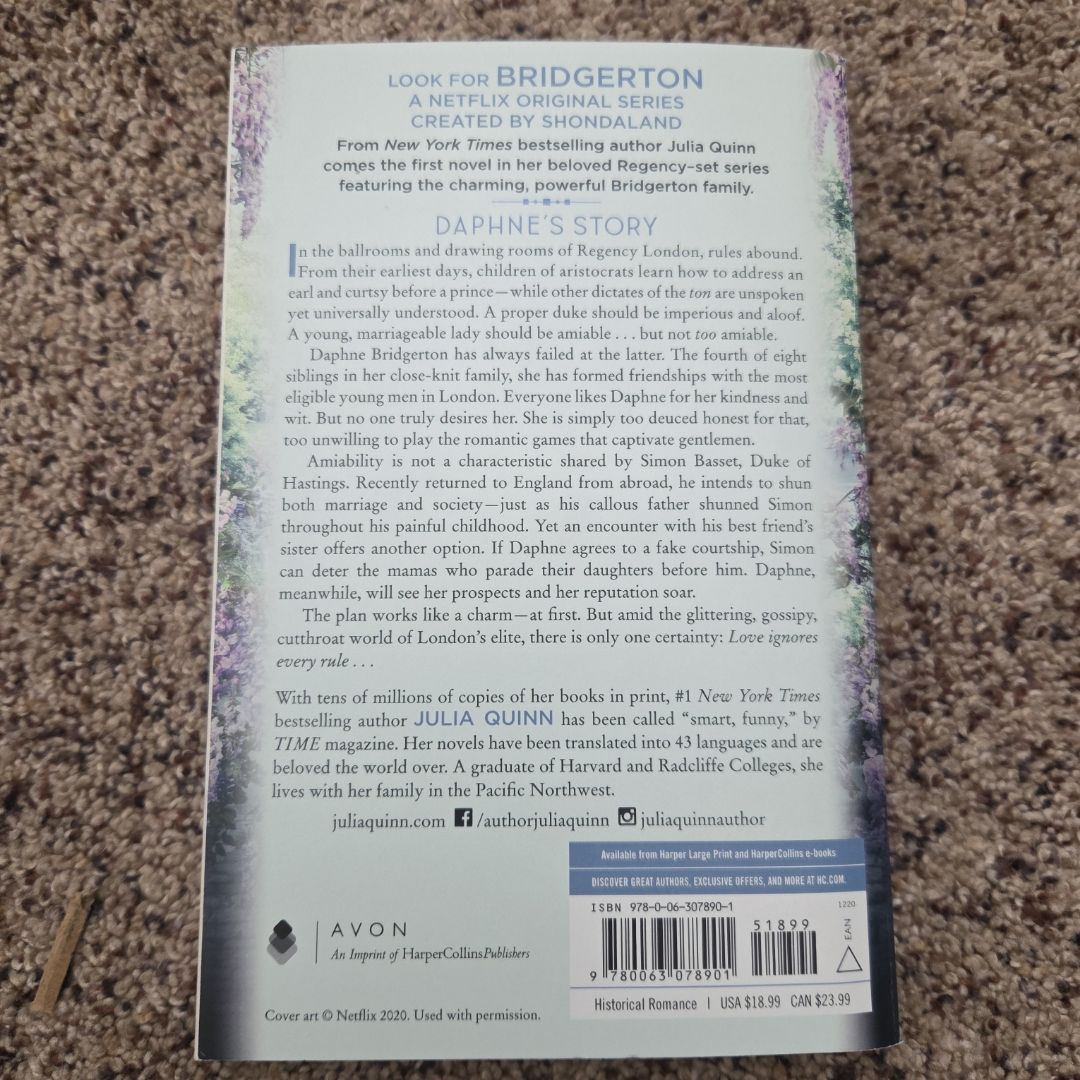 LOOK FOR BRIDGERTON
A NETFLIX ORIGINAL SERIES
CREATED BY SHONDALAND
From New York Times bestselling author Julia Quinn
comes the first novel in her beloved Regency-set series
featuring the charming, powerful Bridgerton family.
DAPHNE'S STORY
In the ballrooms and drawing rooms of Regency London, rules abound.
From their earliest days, children of aristocrats learn how to address an
earl and curtsy before a prince—while other dictates of the ton are unspoken
yet universally understood. A proper duke should be imperious and aloof.
A young, marriageable lady should be amiable . . . but not too amiable.
Daphne Bridgerton has always failed at the latter. The fourth of eight
siblings in her close-knit family, she has formed friendships with the most
eligible young men in London. Everyone likes Daphne for her kindness and
wit. But no one truly desires her. She is simply too deuced honest for that,
too unwilling to play the romantic games that captivate gentlemen.
Amiability is not a characteristic shared by Simon Basset, Duke of
Hastings. Recently returned to England from abroad, he intends to shun
both marriage and society—just as his callous father shunned Simon
throughout his painful childhood. Yet an encounter with his best friend's
sister offers another option. If Daphne agrees to a fake courtship, Simon
can deter the mamas who parade their daughters before him. Daphne,
meanwhile, will see her prospects and her reputation soar.
The plan works like a charm—at first. But amid the glittering, gossipy,
cutthroat world of London's elite, there is only one certainty: Love ignores
every rule . . .
With tens of millions of copies of her books in print, #1 New York Times
bestselling author JULIA QUINN has been called "smart, funny," by
TIME magazine. Her novels have been translated into 43 languages and are
beloved the world over. A graduate of Harvard and Radcliffe Colleges, she
lives with her family in the Pacific Northwest.
juliaquinn.com f/authorjuliaquinn juliaquinnauthor
Available from Harper Large Print and HarperCollins e-books
DISCOVER GREAT AUTHORS, EXCLUSIVE OFFERS, AND MORE AT HC.COM.
ISBN 978-0-06-307890-1
1220
51899
EAN
9 780063 078901
Historical Romance | USA $18.99 CAN $23.99
AVON
An Imprint of HarperCollinsPublishers
Cover art © Netflix 2020. Used with permission.